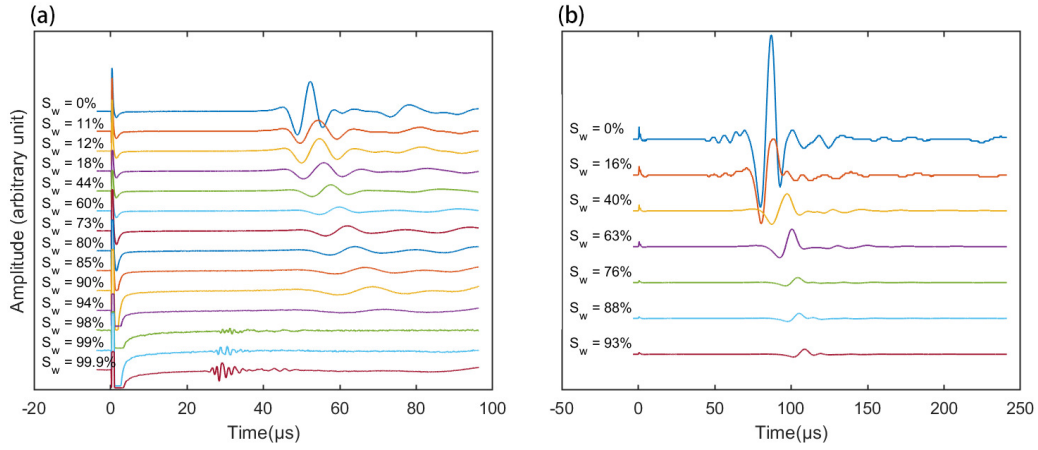 (a)
Amplitude (arbitrary unit)
S_w = 0%
S_w = 11%
S_w = 12%
S_w = 18%
S_w = 44%
S_w = 60%
S_w = 73%
S_w = 80%
S_w = 85%
S_w = 90%
S_w = 94%
S_w = 98%
S_w = 99%
S_w = 99.9%
-20 0 20 40 60 80 100
Time(μs)
(b)
S_w = 0%
S_w = 16%
S_w = 40%
S_w = 63%
S_w = 76%
S_w = 88%
S_w = 93%
-50 0 50 100 150 200 250
Time(μs)